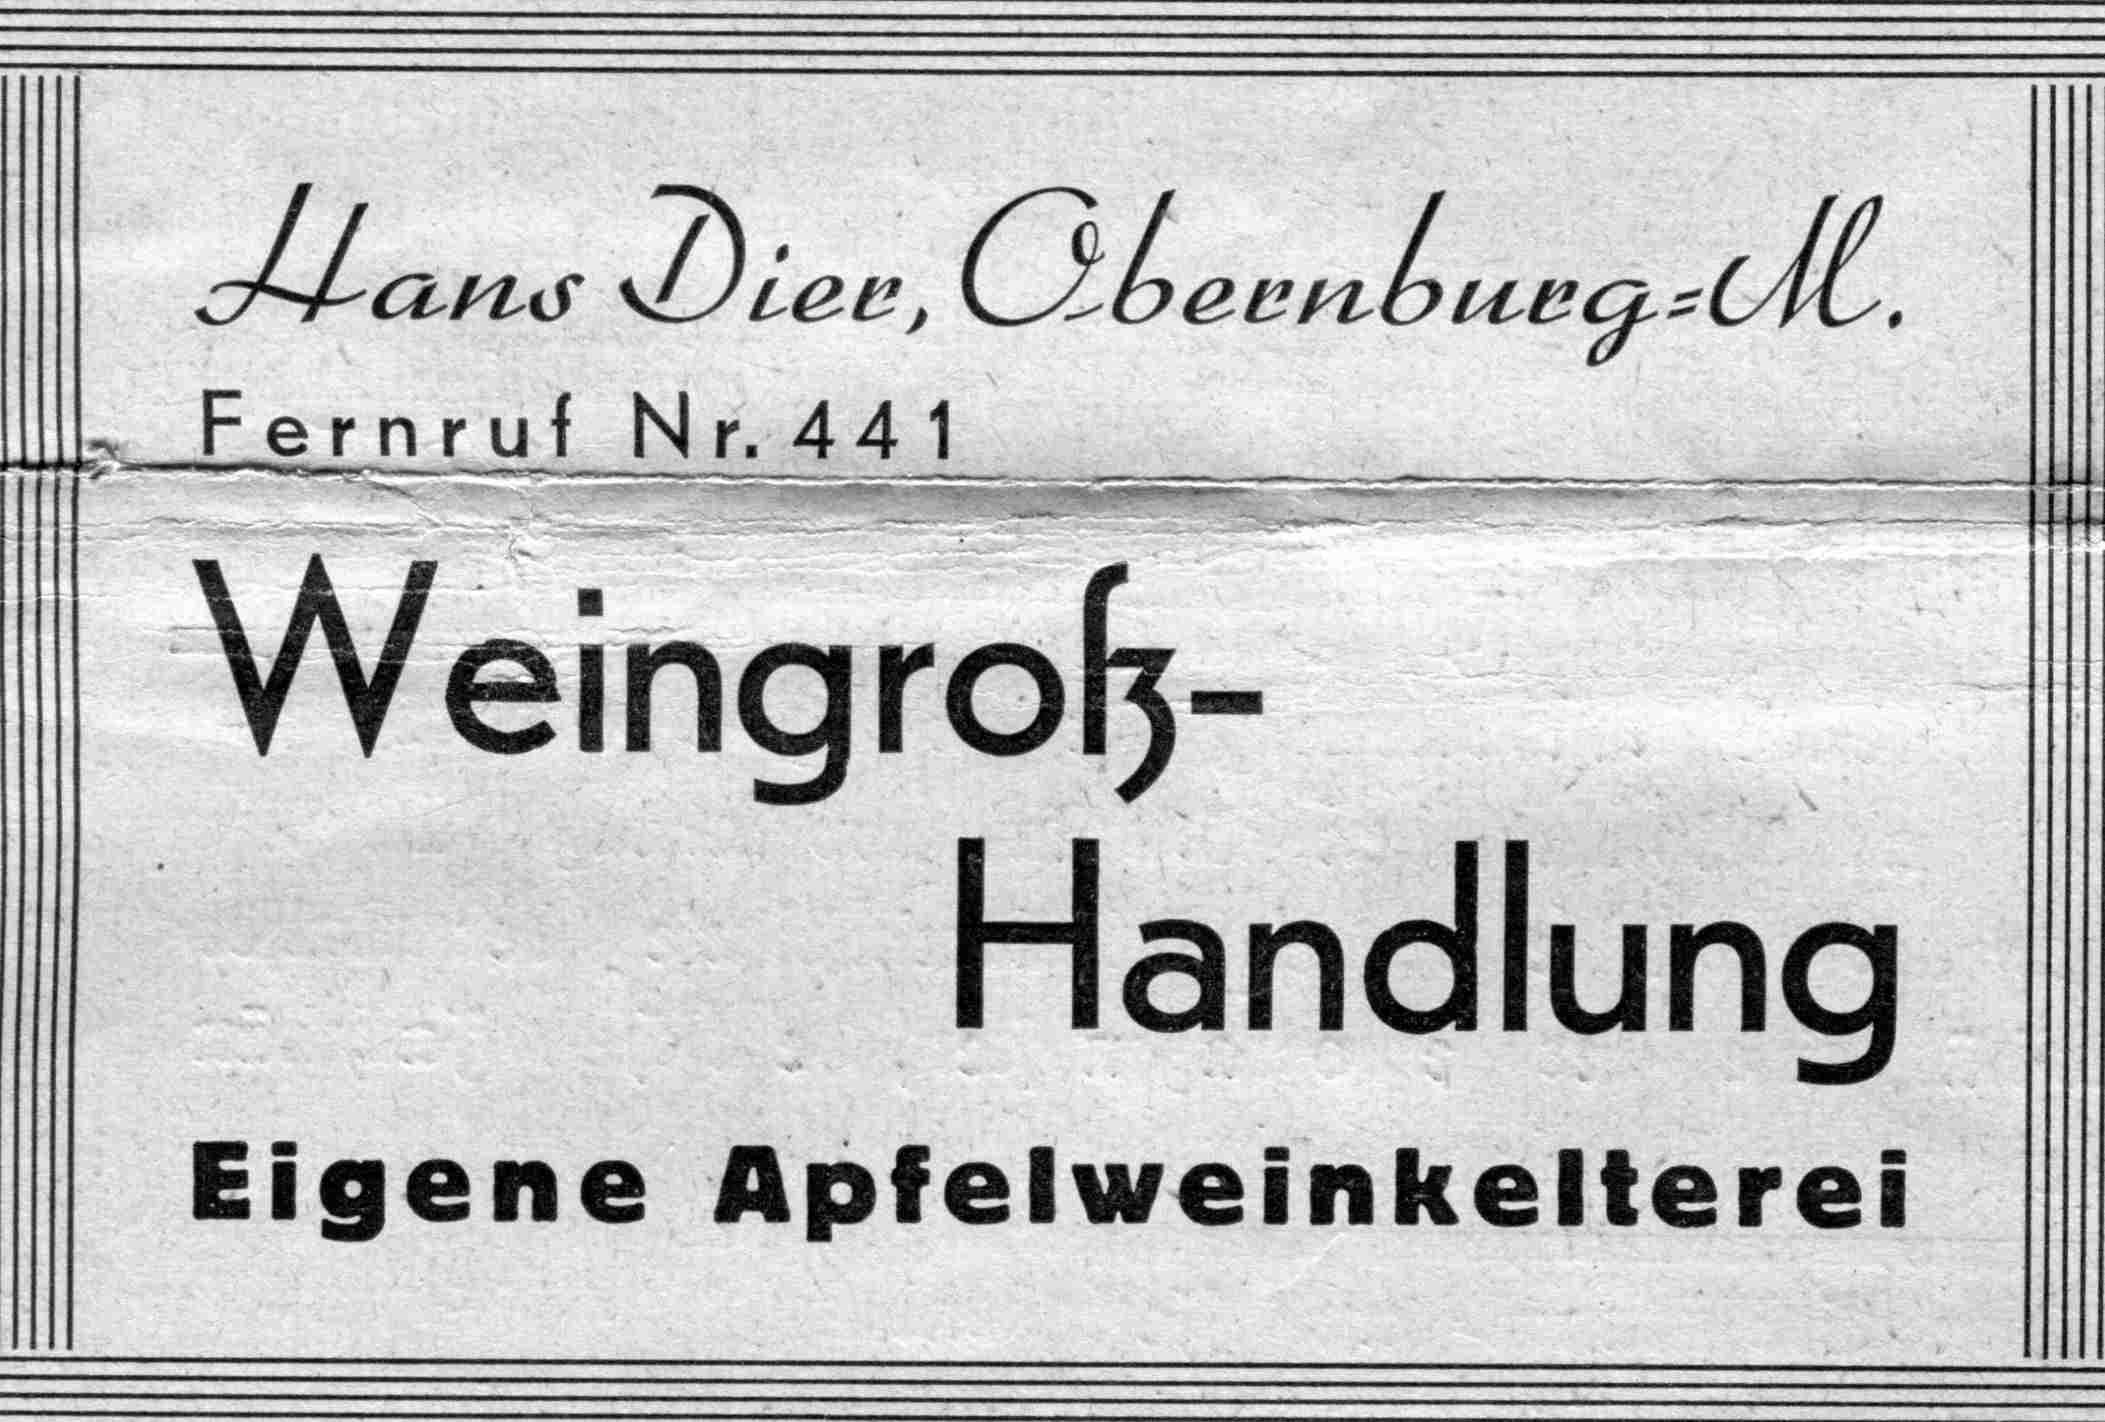 Hans Dier, Obernburg=M.
Fernruf Nr. 441
Weingroß-
Handlung
Eigene Apfelweinkelterei